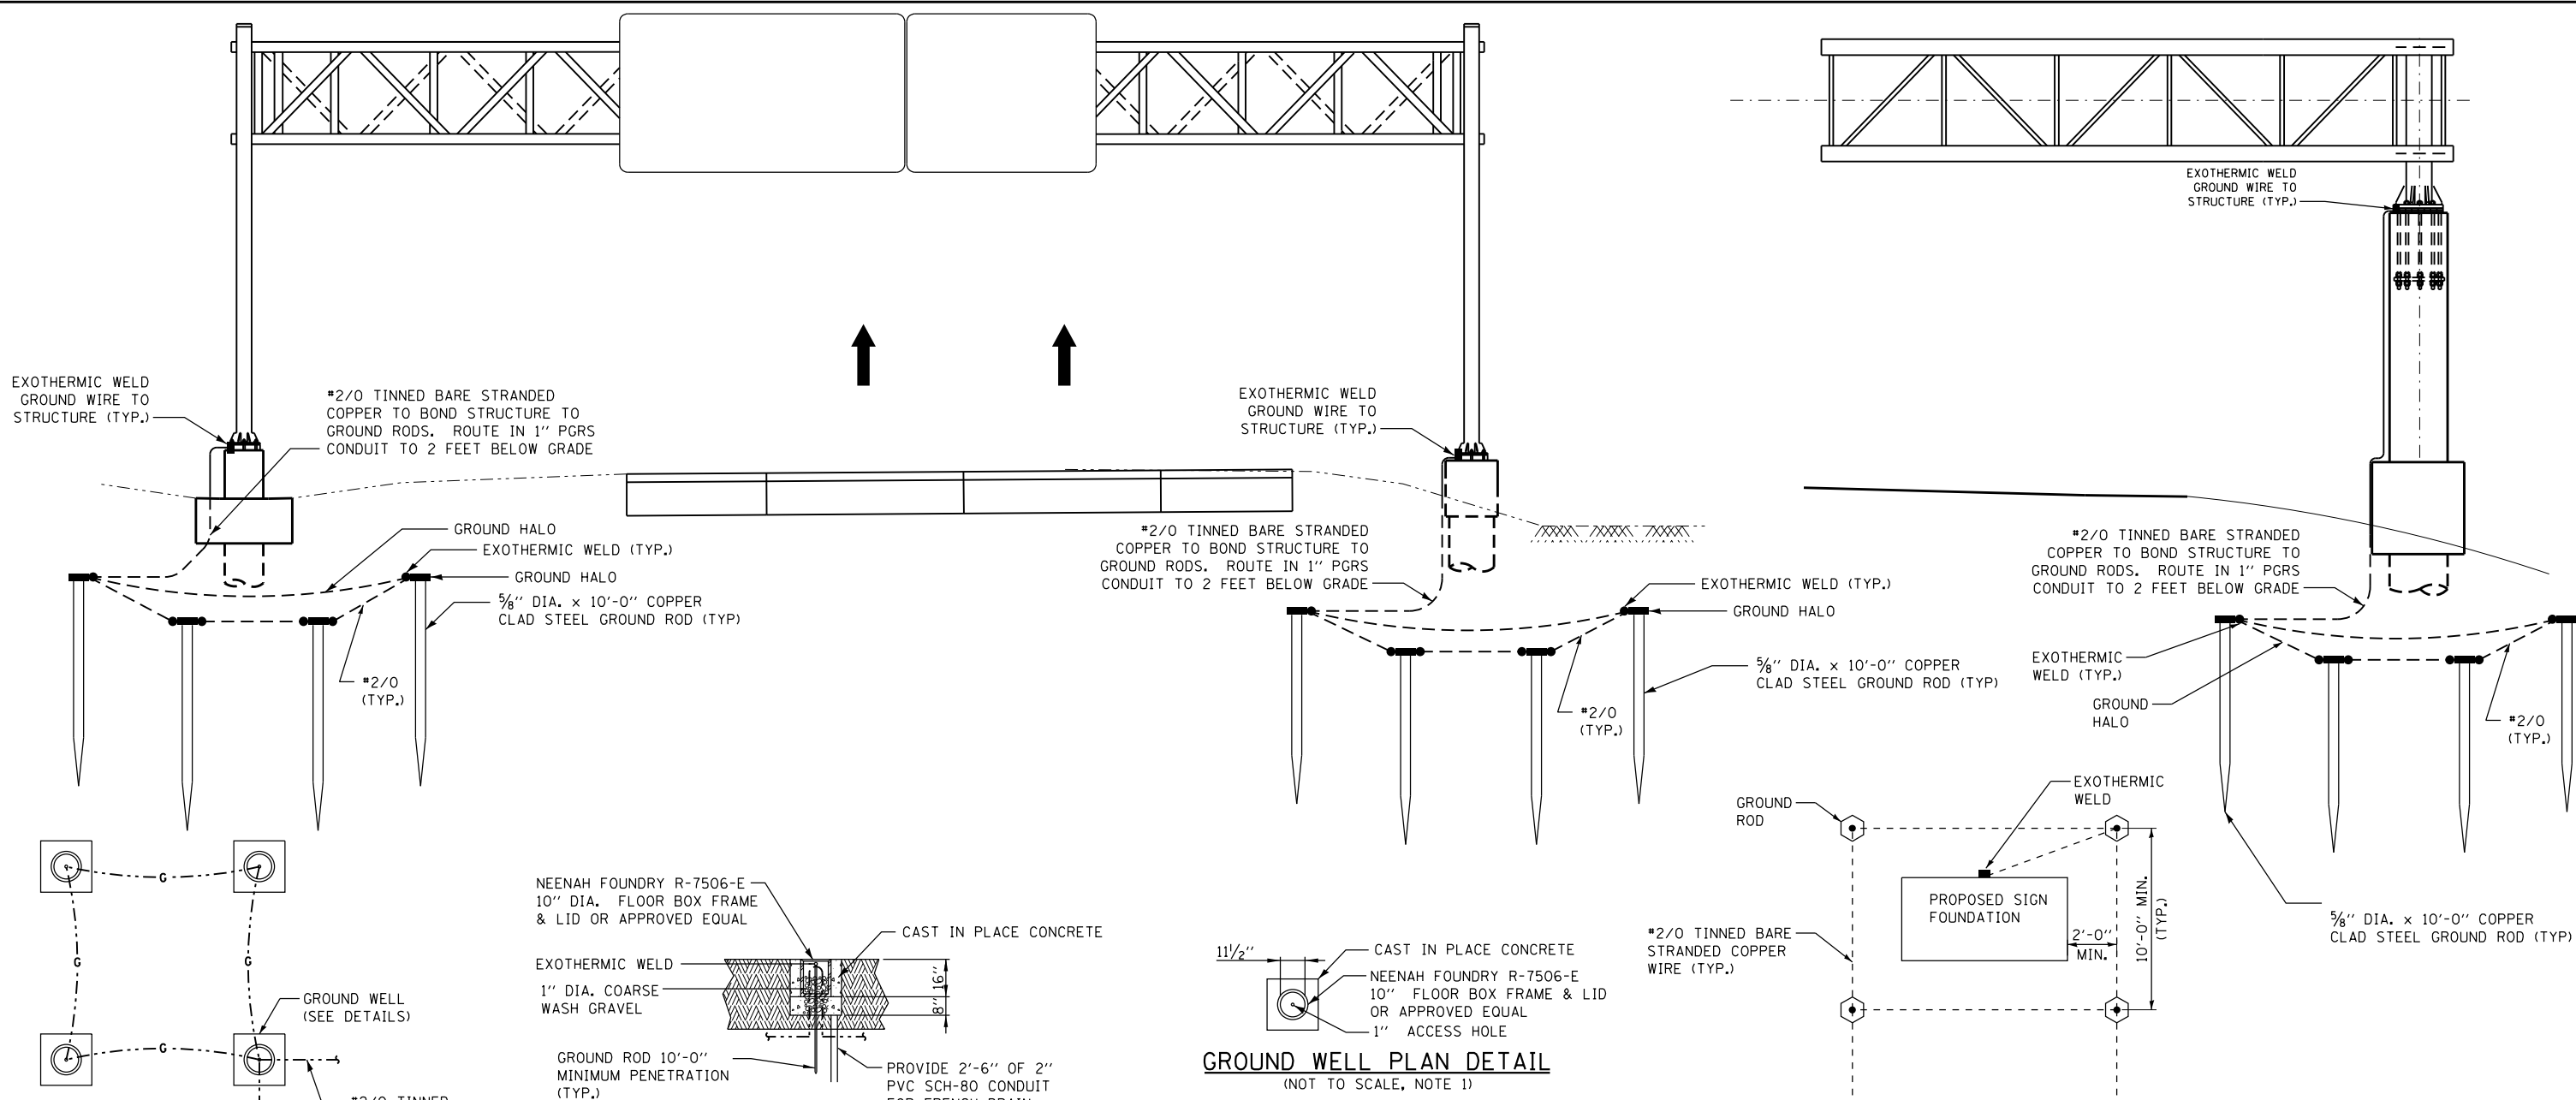 EXOTHERMIC WELD
GROUND WIRE TO
STRUCTURE (TYP.)
#2/0 TINNED BARE STRANDED
COPPER TO BOND STRUCTURE TO
GROUND RODS. ROUTE IN 1" PGRS
CONDUIT TO 2 FEET BELOW GRADE
GROUND HALO
EXOTHERMIC WELD (TYP.)
GROUND HALO
5/8" DIA. x 10'-0" COPPER
CLAD STEEL GROUND ROD (TYP)
#2/0
(TYP.)
EXOTHERMIC WELD
GROUND WIRE TO
STRUCTURE (TYP.)
#2/0 TINNED BARE STRANDED
COPPER TO BOND STRUCTURE TO
GROUND RODS. ROUTE IN 1" PGRS
CONDUIT TO 2 FEET BELOW GRADE
EXOTHERMIC WELD (TYP.)
GROUND HALO
5/8" DIA. x 10'-0" COPPER
CLAD STEEL GROUND ROD (TYP)
#2/0
(TYP.)
EXOTHERMIC WELD
GROUND WIRE TO
STRUCTURE (TYP.)
#2/0 TINNED BARE STRANDED
COPPER TO BOND STRUCTURE TO
GROUND RODS. ROUTE IN 1" PGRS
CONDUIT TO 2 FEET BELOW GRADE
EXOTHERMIC
WELD (TYP.)
GROUND
HALO
#2/0
(TYP.)
5/8" DIA. x 10'-0" COPPER
CLAD STEEL GROUND ROD (TYP)
G
G
G
G
GROUND WELL
(SEE DETAILS)
#2/0 TINNED
NEENAH FOUNDRY R-7506-E
10" DIA. FLOOR BOX FRAME
& LID OR APPROVED EQUAL
CAST IN PLACE CONCRETE
EXOTHERMIC WELD
1" DIA. COARSE
WASH GRAVEL
16"
8"
GROUND ROD 10'-0"
MINIMUM PENETRATION
(TYP.)
PROVIDE 2'-6" OF 2"
PVC SCH-80 CONDUIT
FOR FRENCH DRAIN
11 1/2"
CAST IN PLACE CONCRETE
NEENAH FOUNDRY R-7506-E
10" FLOOR BOX FRAME & LID
OR APPROVED EQUAL
1" ACCESS HOLE
GROUND WELL PLAN DETAIL
(NOT TO SCALE, NOTE 1)
GROUND
ROD
EXOTHERMIC
WELD
PROPOSED SIGN
FOUNDATION
#2/0 TINNED BARE
STRANDED COPPER
WIRE (TYP.)
2'-0"
MIN.
10'-0" MIN.
(TYP.)